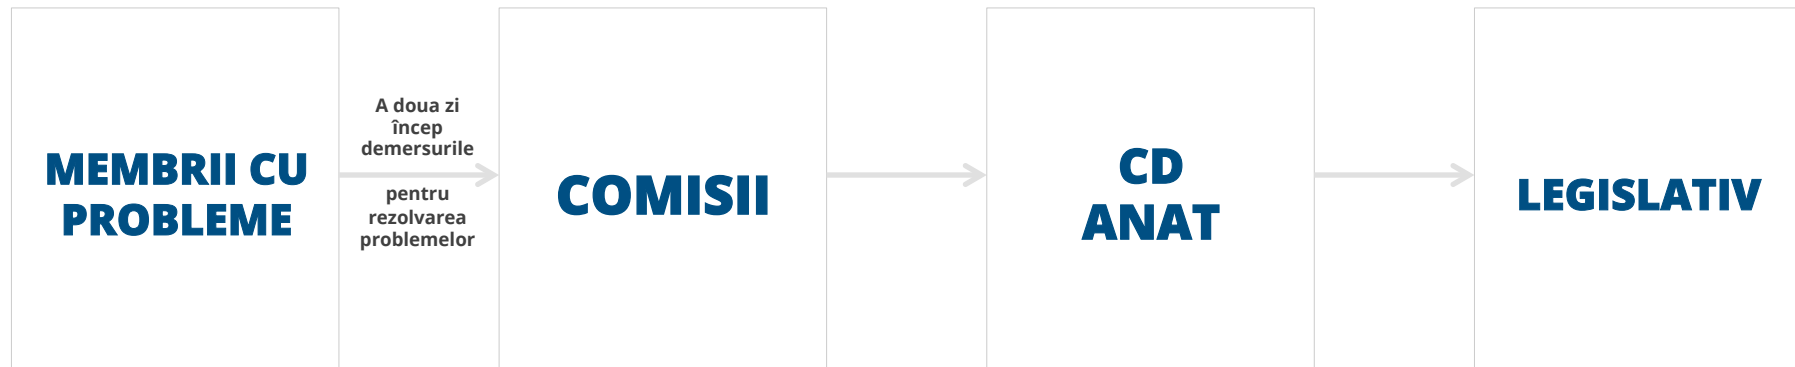 MEMBRII CU
PROBLEME
A doua zi
încep
demersurile
pentru
rezolvarea
problemelor
COMISII
CD
ANAT
LEGISLATIV